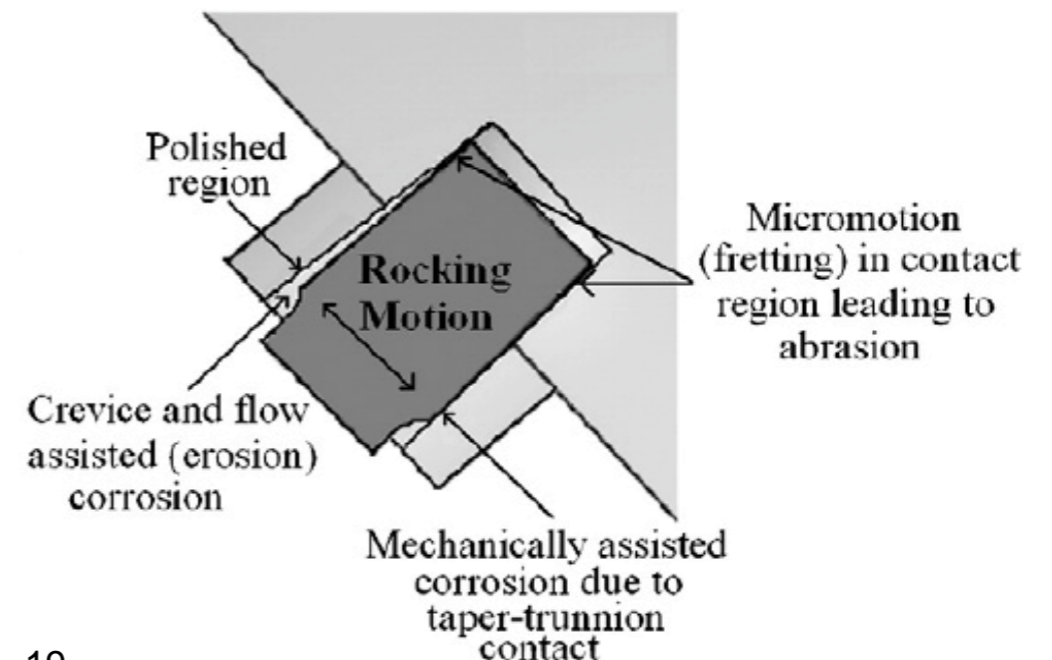 Polished
region
Rocking
Motion
Micromotion
(fretting) in contact
region leading to
abrasion
Crevice and flow
assisted (erosion)
corrosion
Mechanically assisted
corrosion due to
taper-trunnion
contact